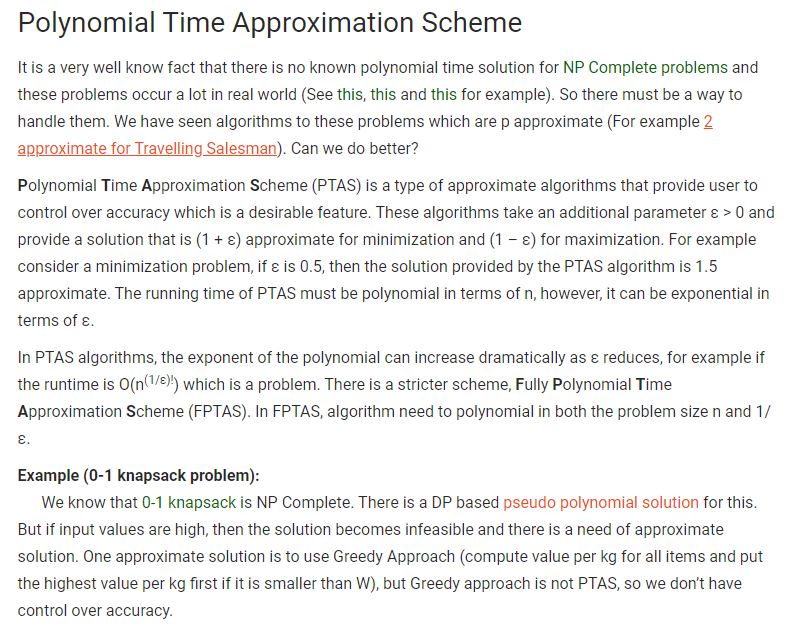 Polynomial Time Approximation Scheme
It is a very well know fact that there is no known polynomial time solution for NP Complete problems and
these problems occur a lot in real world (See this, this and this for example). So there must be a way to
handle them. We have seen algorithms to these problems which are p approximate (For example 2
approximate for Travelling Salesman). Can we do better?
Polynomial Time Approximation Scheme (PTAS) is a type of approximate algorithms that provide user to
control over accuracy which is a desirable feature. These algorithms take an additional parameter ε > 0 and
provide a solution that is (1 + ε) approximate for minimization and (1 – ε) for maximization. For example
consider a minimization problem, if ε is 0.5, then the solution provided by the PTAS algorithm is 1.5
approximate. The running time of PTAS must be polynomial in terms of n, however, it can be exponential in
terms of ε.
In PTAS algorithms, the exponent of the polynomial can increase dramatically as ε reduces, for example if
the runtime is O(n^(1/ε)!) which is a problem. There is a stricter scheme, Fully Polynomial Time
Approximation Scheme (FPTAS). In FPTAS, algorithm need to polynomial in both the problem size n and 1/
ε.
Example (0-1 knapsack problem):
We know that 0-1 knapsack is NP Complete. There is a DP based pseudo polynomial solution for this.
But if input values are high, then the solution becomes infeasible and there is a need of approximate
solution. One approximate solution is to use Greedy Approach (compute value per kg for all items and put
the highest value per kg first if it is smaller than W), but Greedy approach is not PTAS, so we don’t have
control over accuracy.